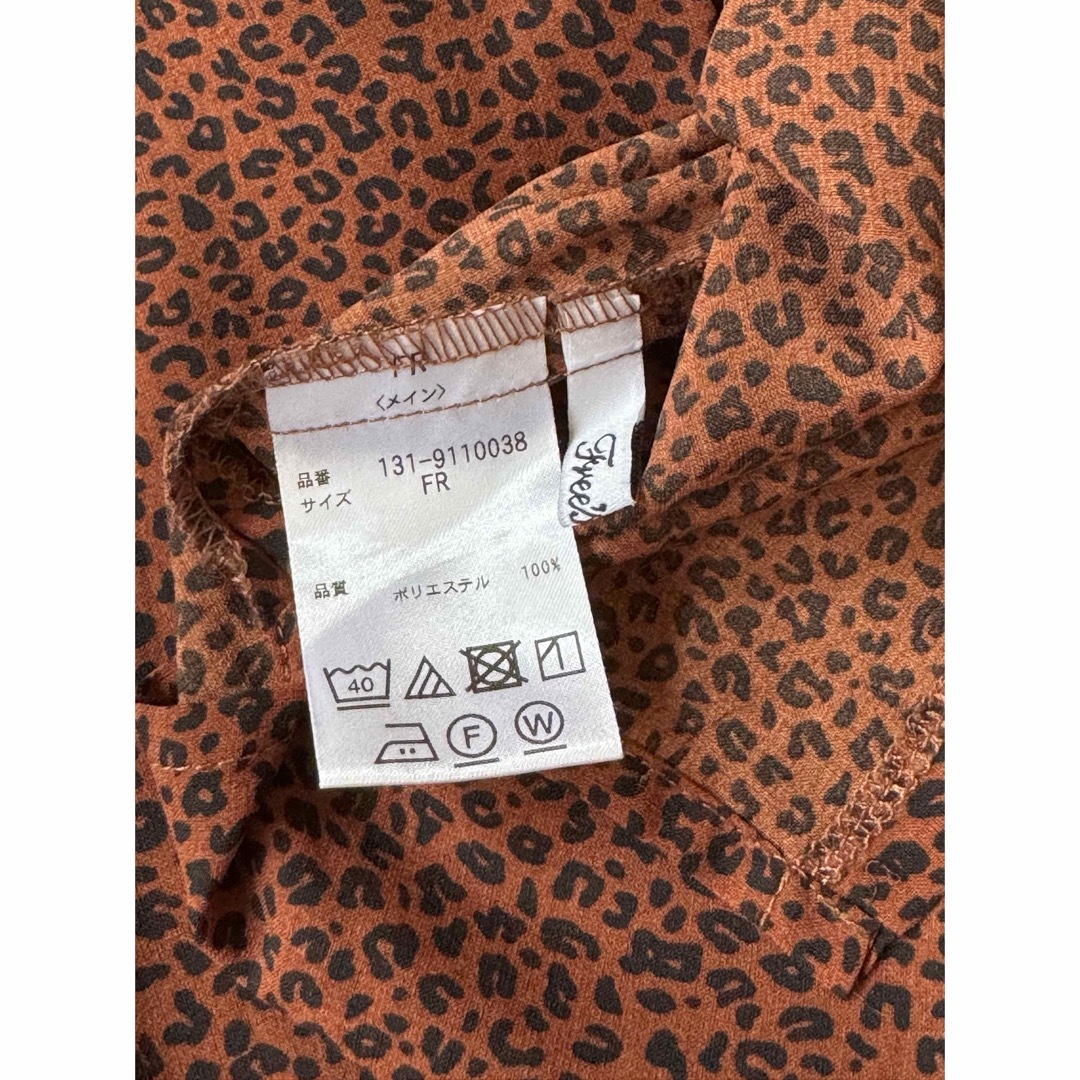 FR
〈メイン〉
品番 131-9110038
サイズ FR
品質 ポリエステル 100%
40
F W